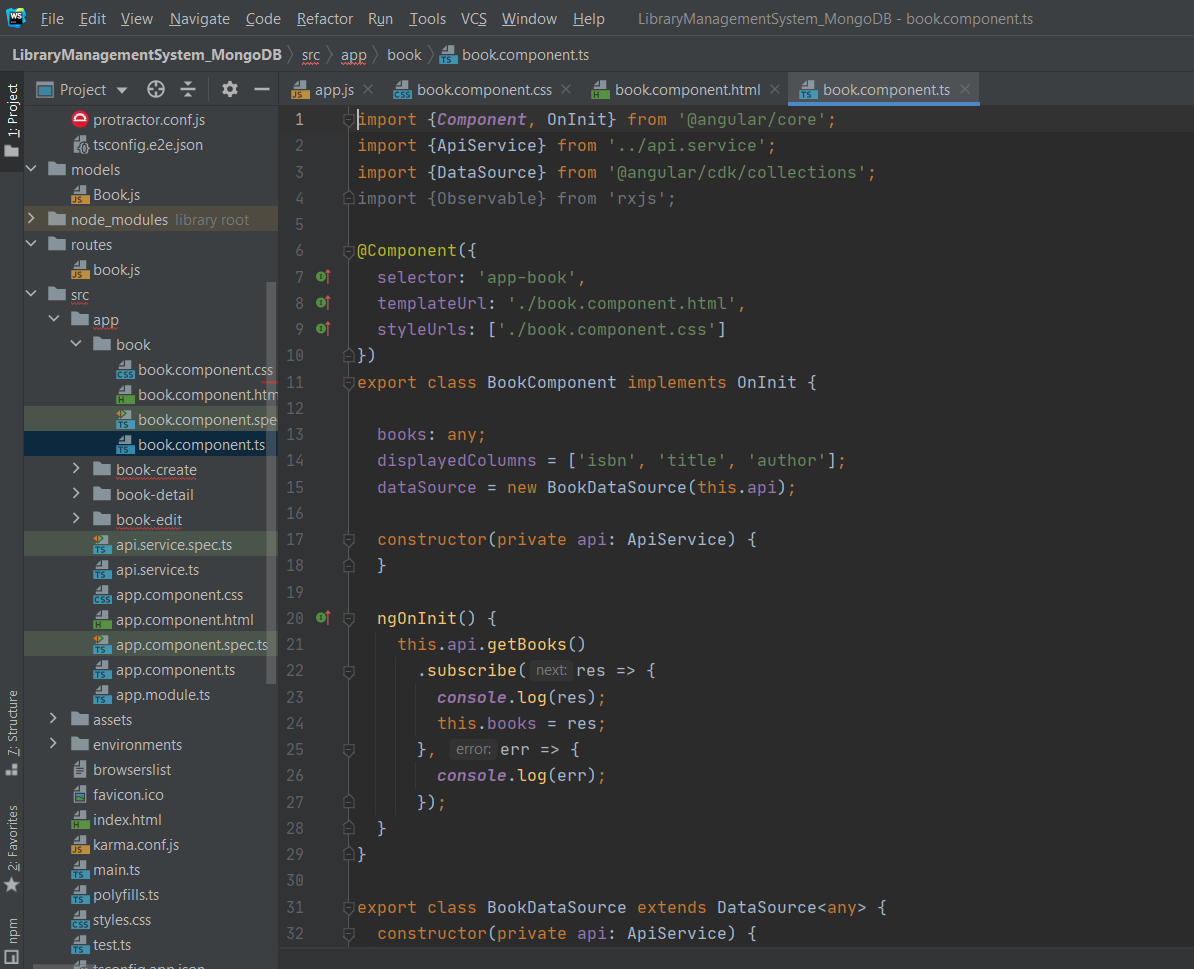 WS File Edit View Navigate Code Refactor Run Tools VCS Window Help LibraryManagementSystem_MongoDB - book.component.ts
LibraryManagementSystem_MongoDB src app book book.component.ts
Project app.js book.component.css book.component.html book.component.ts
1: Project
7: Structure
2: Favorites
npm
protractor.conf.js
tsconfig.e2e.json
models
Book.js
node_modules library root
routes
book.js
src
app
book
book.component.css
book.component.htm
book.component.spe
book.component.ts
book-create
book-detail
book-edit
api.service.spec.ts
api.service.ts
app.component.css
app.component.html
app.component.spec.ts
app.component.ts
app.module.ts
assets
environments
browserslist
favicon.ico
index.html
karma.conf.js
main.ts
polyfills.ts
styles.css
test.ts
tsconfig.app.json
1 import {Component, OnInit} from '@angular/core';
2 import {ApiService} from '../api.service';
3 import {DataSource} from '@angular/cdk/collections';
4 import {Observable} from 'rxjs';
5
6 @Component({
7 selector: 'app-book',
8 templateUrl: './book.component.html',
9 styleUrls: ['./book.component.css']
10 })
11 export class BookComponent implements OnInit {
12
13 books: any;
14 displayedColumns = ['isbn', 'title', 'author'];
15 dataSource = new BookDataSource(this.api);
16
17 constructor(private api: ApiService) {
18 }
19
20 ngOnInit() {
21 this.api.getBooks()
22 .subscribe( next: res => {
23 console.log(res);
24 this.books = res;
25 }, error: err => {
26 console.log(err);
27 });
28 }
29 }
30
31 export class BookDataSource extends DataSource<any> {
32 constructor(private api: ApiService) {